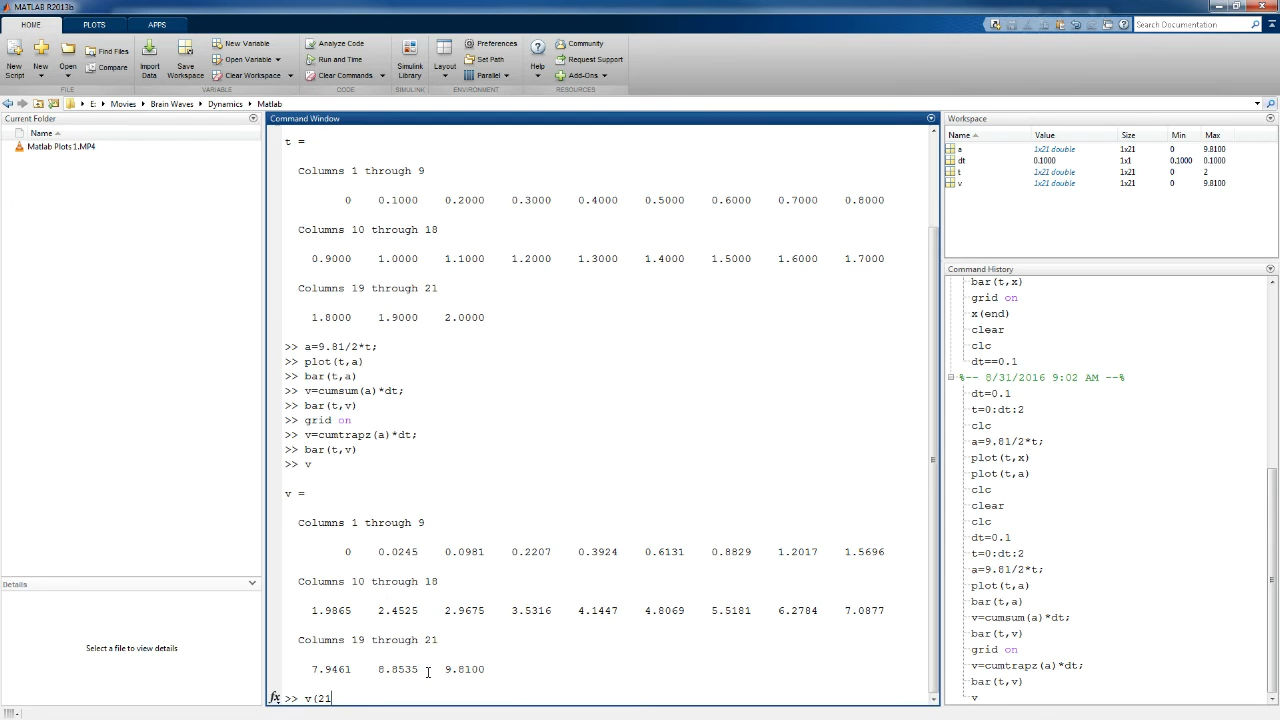 MATLAB R2013b
HOME PLOTS APPS
Search Documentation
New Script
New
Open
Find Files
Compare
Import Data
Save Workspace
New Variable
Open Variable
Clear Workspace
Analyze Code
Run and Time
Clear Commands
Simulink Library
Layout
Preferences
Set Path
Parallel
Help
Community
Request Support
Add-Ons
FILE VARIABLE CODE SIMULINK ENVIRONMENT RESOURCES
E: Movies Brain Waves Dynamics Matlab
Current Folder
Name
Matlab Plots 1.MP4
Details
Select a file to view details
Command Window
t =
Columns 1 through 9
0 0.1000 0.2000 0.3000 0.4000 0.5000 0.6000 0.7000 0.8000
Columns 10 through 18
0.9000 1.0000 1.1000 1.2000 1.3000 1.4000 1.5000 1.6000 1.7000
Columns 19 through 21
1.8000 1.9000 2.0000
>> a=9.81/2*t;
>> plot(t,a)
>> bar(t,a)
>> v=cumsum(a)*dt;
>> bar(t,v)
>> grid on
>> v=cumtrapz(a)*dt;
>> bar(t,v)
>> v
v =
Columns 1 through 9
0 0.0245 0.0981 0.2207 0.3924 0.6131 0.8829 1.2017 1.5696
Columns 10 through 18
1.9865 2.4525 2.9675 3.5316 4.1447 4.8069 5.5181 6.2784 7.0877
Columns 19 through 21
7.9461 8.8535 9.8100
fx >> v(21
Workspace
Name Value Size Min Max
a 1x21 double 1x21 0 9.8100
dt 0.1000 1x1 0.1000 0.1000
t 1x21 double 1x21 0 2
v 1x21 double 1x21 0 9.8100
Command History
bar(t,x)
grid on
x(end)
clear
clc
dt==0.1
%-- 8/31/2016 9:02 AM --%
dt=0.1
t=0:dt:2
clc
a=9.81/2*t;
plot(t,x)
plot(t,a)
clc
clear
clc
dt=0.1
t=0:dt:2
a=9.81/2*t;
plot(t,a)
bar(t,a)
v=cumsum(a)*dt;
bar(t,v)
grid on
v=cumtrapz(a)*dt;
bar(t,v)
v